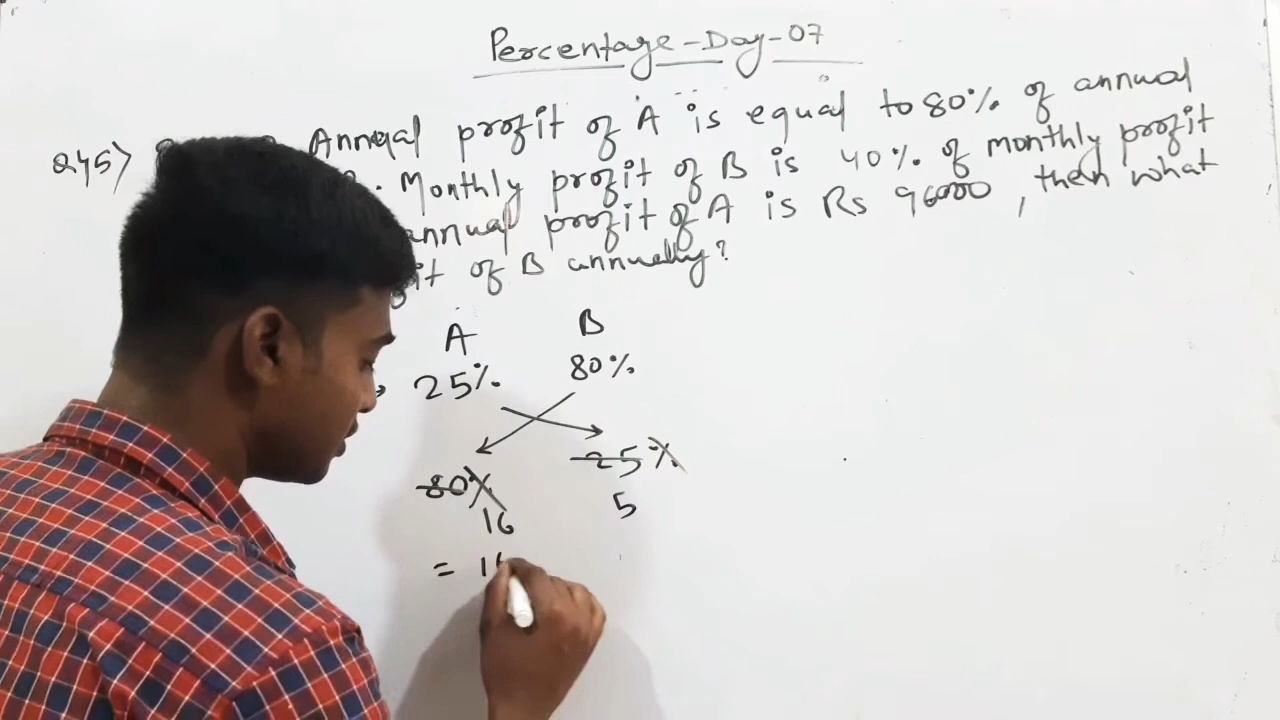 Percentage-Day-07
245) Annual profit of A is equal to 80% of annual
B. Monthly profit of B is 40% of monthly profit
annual profit of A is Rs 96000, then what
of B annually?
A B
25% 80%
80% 25%
16 5
= 16